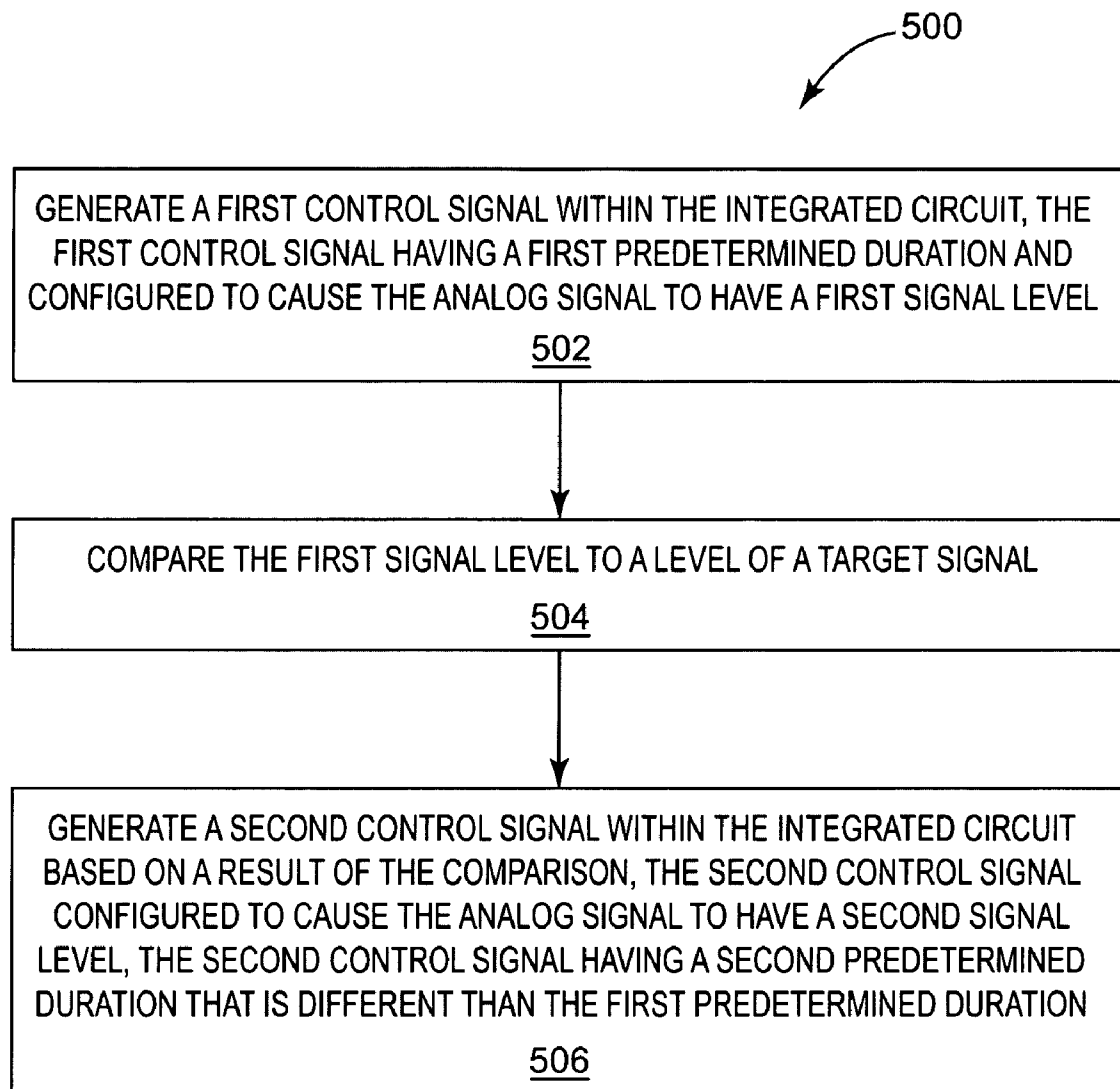 500
GENERATE A FIRST CONTROL SIGNAL WITHIN THE INTEGRATED CIRCUIT, THE
FIRST CONTROL SIGNAL HAVING A FIRST PREDETERMINED DURATION AND
CONFIGURED TO CAUSE THE ANALOG SIGNAL TO HAVE A FIRST SIGNAL LEVEL
502
COMPARE THE FIRST SIGNAL LEVEL TO A LEVEL OF A TARGET SIGNAL
504
GENERATE A SECOND CONTROL SIGNAL WITHIN THE INTEGRATED CIRCUIT
BASED ON A RESULT OF THE COMPARISON, THE SECOND CONTROL SIGNAL
CONFIGURED TO CAUSE THE ANALOG SIGNAL TO HAVE A SECOND SIGNAL
LEVEL, THE SECOND CONTROL SIGNAL HAVING A SECOND PREDETERMINED
DURATION THAT IS DIFFERENT THAN THE FIRST PREDETERMINED DURATION
506